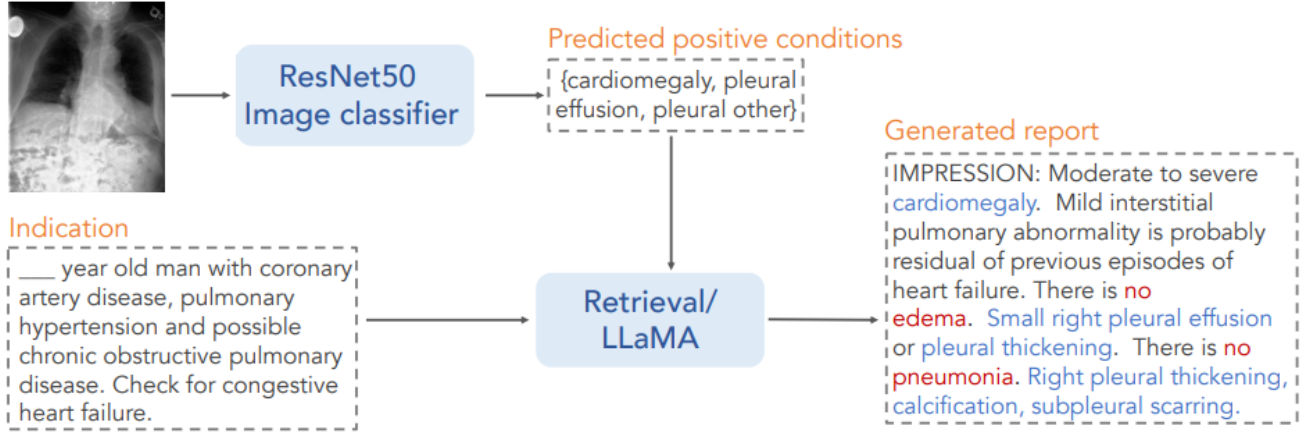 ResNet50
Image classifier
Predicted positive conditions
{cardiomegaly, pleural
effusion, pleural other}
Indication
___ year old man with coronary
artery disease, pulmonary
hypertension and possible
chronic obstructive pulmonary
disease. Check for congestive
heart failure.
Retrieval/
LLaMA
Generated report
IMPRESSION: Moderate to severe
cardiomegaly. Mild interstitial
pulmonary abnormality is probably
residual of previous episodes of
heart failure. There is no
edema. Small right pleural effusion
or pleural thickening. There is no
pneumonia. Right pleural thickening,
calcification, subpleural scarring.